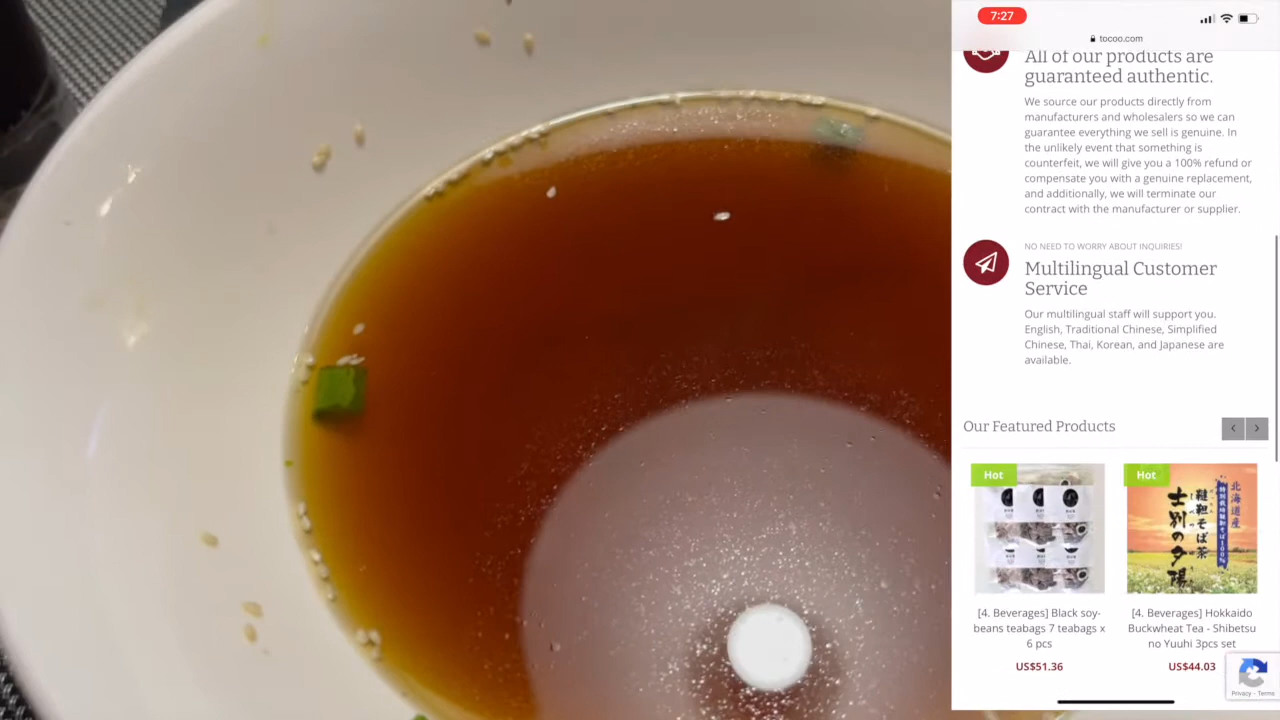 7:27
tocoo.com
All of our products are
guaranteed authentic.
We source our products directly from
manufacturers and wholesalers so we can
guarantee everything we sell is genuine. In
the unlikely event that something is
counterfeit, we will give you a 100% refund or
compensate you with a genuine replacement,
and additionally, we will terminate our
contract with the manufacturer or supplier.
NO NEED TO WORRY ABOUT INQUIRIES!
Multilingual Customer
Service
Our multilingual staff will support you.
English, Traditional Chinese, Simplified
Chinese, Thai, Korean, and Japanese are
available.
Our Featured Products
Hot
Hot
北海道産
韃靼そば茶
士別の夕陽
[4. Beverages] Black soy-
beans teabags 7 teabags x
6 pcs
US$51.36
[4. Beverages] Hokkaido
Buckwheat Tea - Shibetsu
no Yuuhi 3pcs set
US$44.03
Privacy - Terms